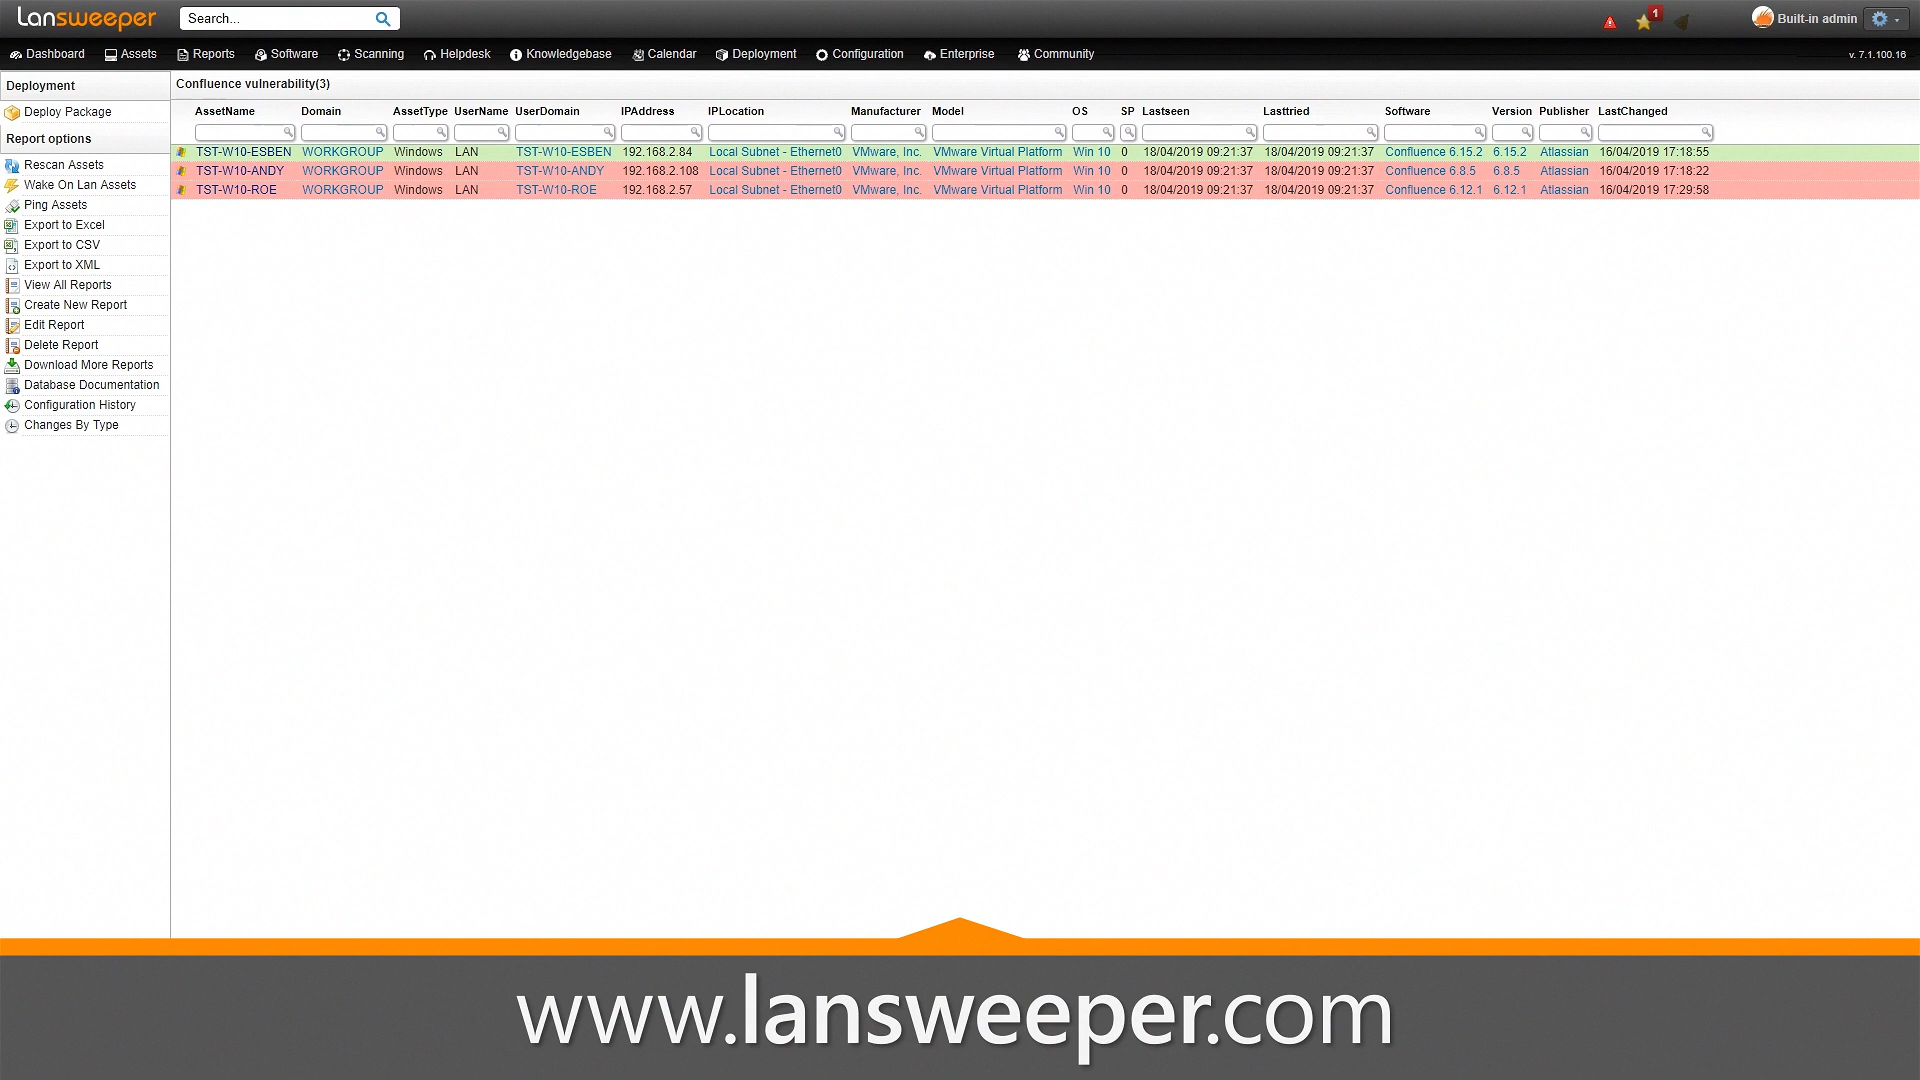 Lansweeper
Search...
1
Built-in admin
Dashboard Assets Reports Software Scanning Helpdesk Knowledgebase Calendar Deployment Configuration Enterprise Community
v. 7.1.100.16
Deployment
Deploy Package
Report options
Rescan Assets
Wake On Lan Assets
Ping Assets
Export to Excel
Export to CSV
Export to XML
View All Reports
Create New Report
Edit Report
Delete Report
Download More Reports
Database Documentation
Configuration History
Changes By Type
Confluence vulnerability(3)
AssetName Domain AssetType UserName UserDomain IPAddress IPLocation Manufacturer Model OS SP Lastseen Lasttried Software Version Publisher LastChanged
TST-W10-ESBEN WORKGROUP Windows LAN TST-W10-ESBEN 192.168.2.84 Local Subnet - Ethernet0 VMware, Inc. VMware Virtual Platform Win 10 0 18/04/2019 09:21:37 18/04/2019 09:21:37 Confluence 6.15.2 6.15.2 Atlassian 16/04/2019 17:18:55
TST-W10-ANDY WORKGROUP Windows LAN TST-W10-ANDY 192.168.2.108 Local Subnet - Ethernet0 VMware, Inc. VMware Virtual Platform Win 10 0 18/04/2019 09:21:37 18/04/2019 09:21:37 Confluence 6.8.5 6.8.5 Atlassian 16/04/2019 17:18:22
TST-W10-ROE WORKGROUP Windows LAN TST-W10-ROE 192.168.2.57 Local Subnet - Ethernet0 VMware, Inc. VMware Virtual Platform Win 10 0 18/04/2019 09:21:37 18/04/2019 09:21:37 Confluence 6.12.1 6.12.1 Atlassian 16/04/2019 17:29:58
www.lansweeper.com